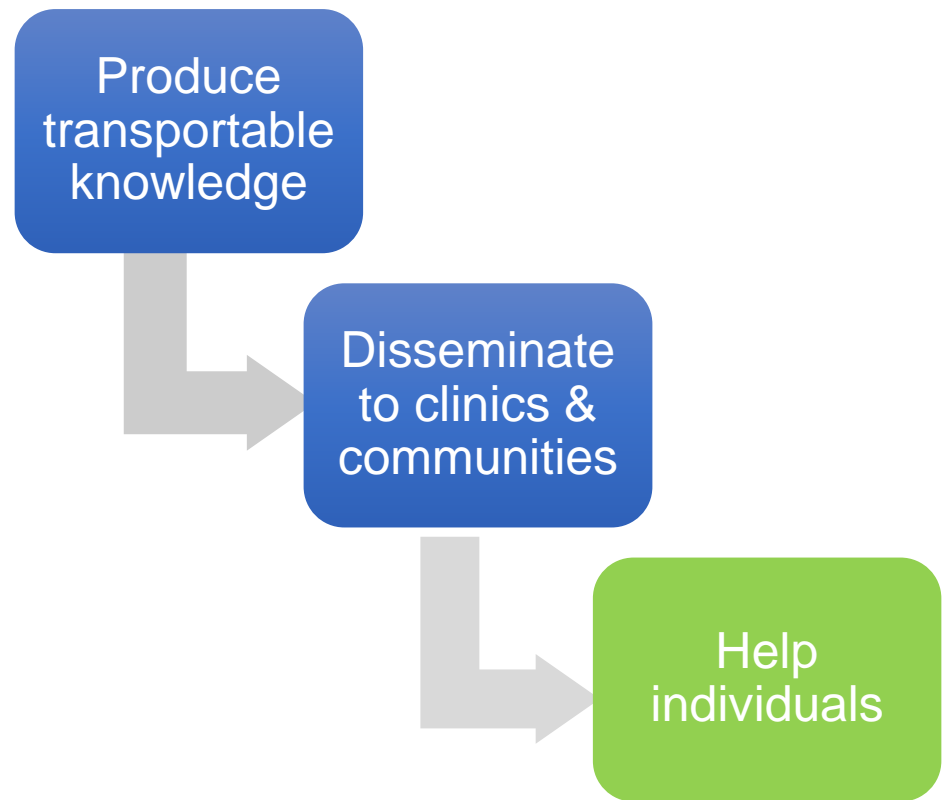 Produce
transportable
knowledge
Disseminate
to clinics &
communities
Help
individuals